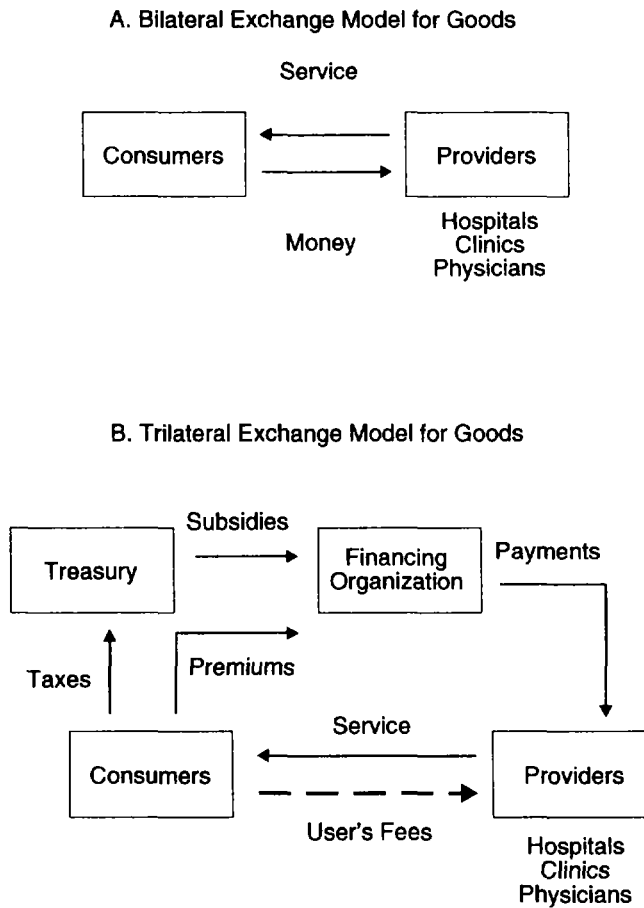 A. Bilateral Exchange Model for Goods
Service
Consumers
Providers
Money
Hospitals
Clinics
Physicians
B. Trilateral Exchange Model for Goods
Subsidies
Treasury
Financing
Organization
Payments
Taxes
Premiums
Service
Consumers
Providers
User's Fees
Hospitals
Clinics
Physicians